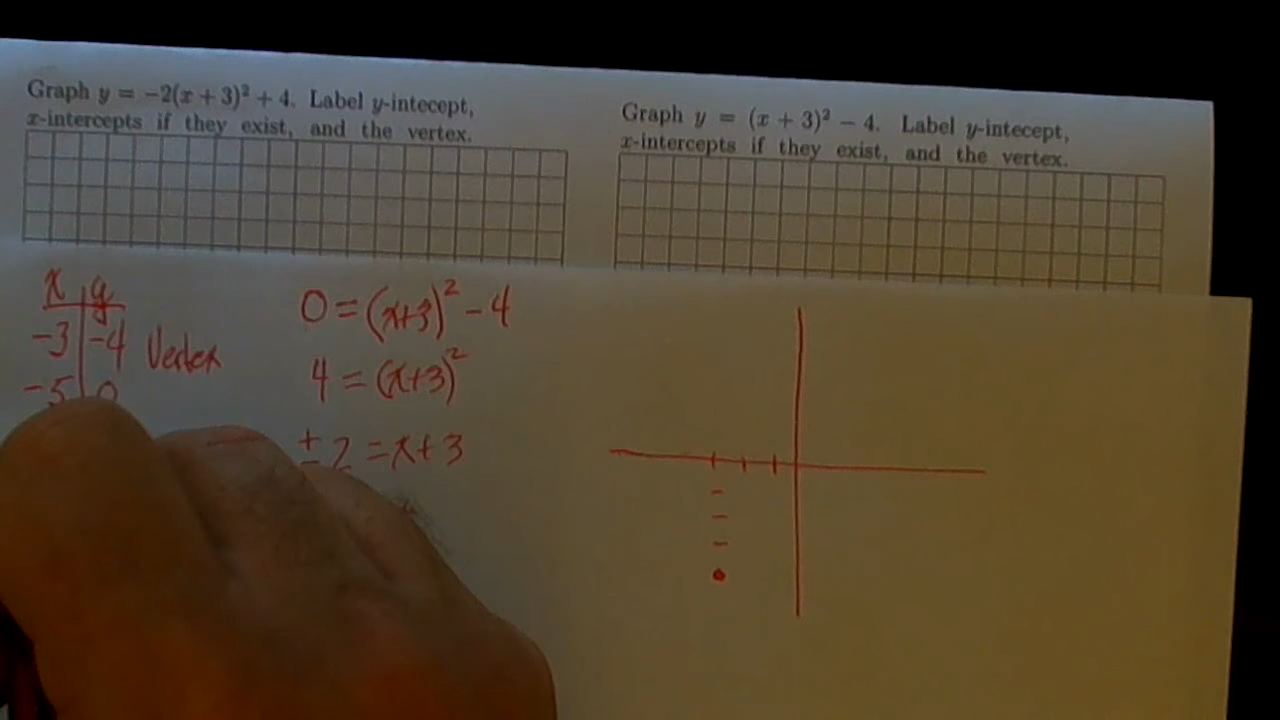 Graph y = −2(x + 3)² + 4. Label y-intecept,
x-intercepts if they exist, and the vertex.
Graph y = (x + 3)² − 4. Label y-intecept,
x-intercepts if they exist, and the vertex.
x y
-3 -4 Vertex
-5 0
0 = (x+3)² - 4
4 = (x+3)²
± 2 = x + 3